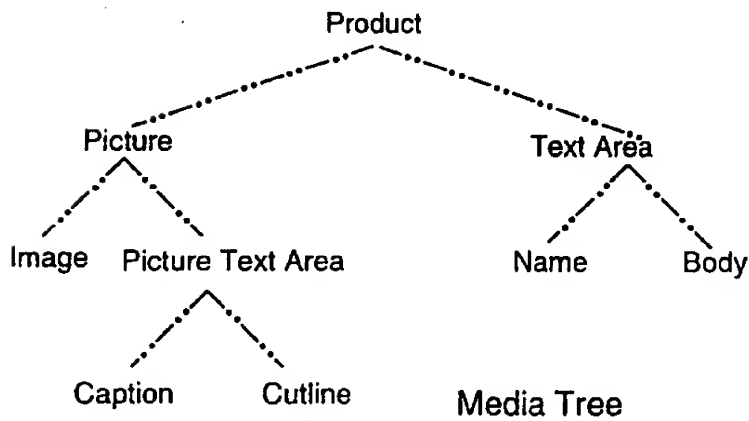 Product
Picture
Text Area
Image
Picture Text Area
Name
Body
Caption
Cutline
Media Tree